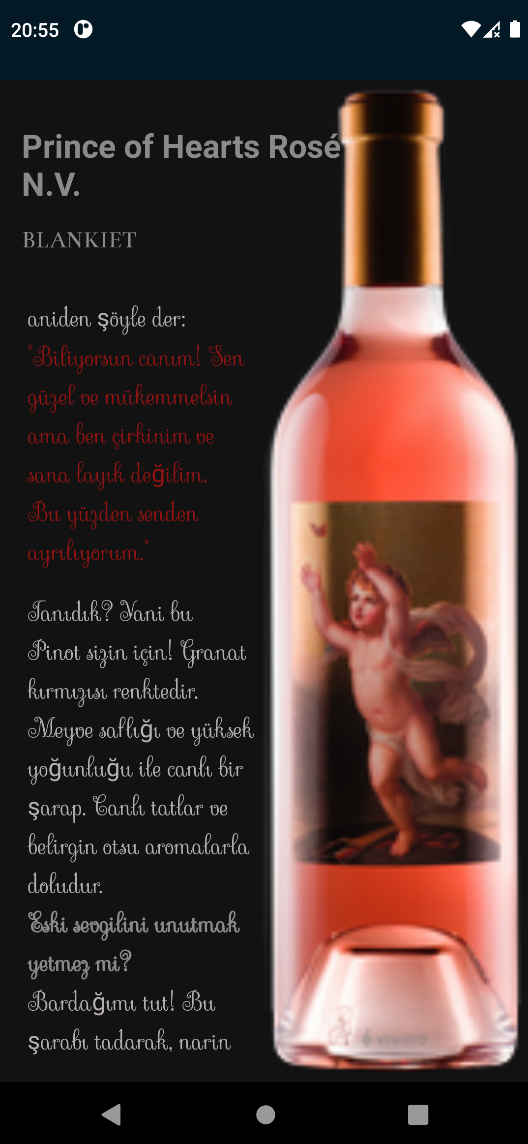 20:55
Prince of Hearts Rosé
N.V.
BLANKIET
aniden şöyle der:
"Biliyorsun canım! Sen
güzel ve mükemmelsin
ama ben çirkinim ve
sana layık değilim.
Bu yüzden senden
ayrılıyorum."
Tanıdık? Yani bu
Pinot sizin için! Granat
kırmızısı renktedir.
Meyve saflığı ve yüksek
yoğunluğu ile canlı bir
şarap. Canlı tatlar ve
belirgin otsu aromalarla
doludur.
Eski sevgilini unutmak
yetmez mi?
Bardağımı tut! Bu
şarabı tadarak, narin